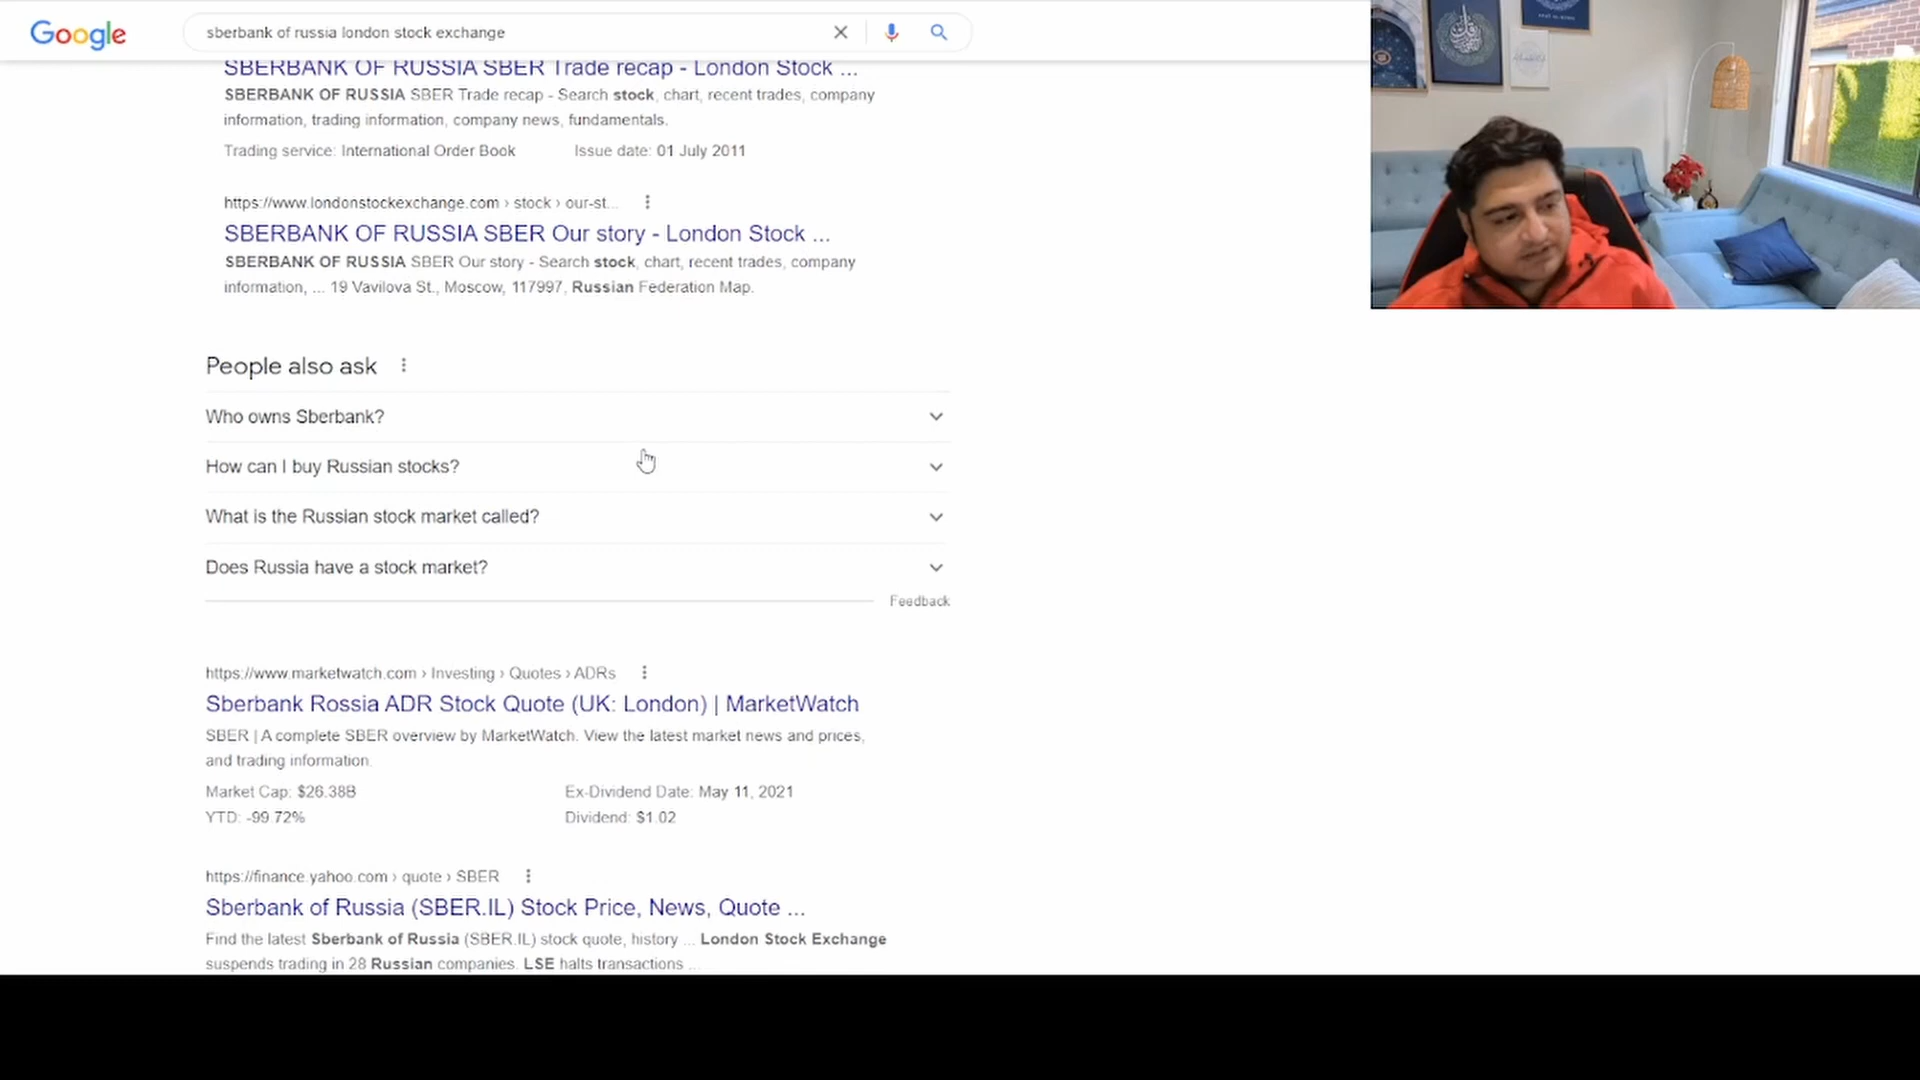 Google
sberbank of russia london stock exchange
SBERBANK OF RUSSIA SBER Trade recap - London Stock ...
SBERBANK OF RUSSIA SBER Trade recap - Search stock, chart, recent trades, company
information, trading information, company news, fundamentals.
Trading service: International Order Book Issue date: 01 July 2011
https://www.londonstockexchange.com › stock › our-st...
SBERBANK OF RUSSIA SBER Our story - London Stock ...
SBERBANK OF RUSSIA SBER Our story - Search stock, chart, recent trades, company
information, ... 19 Vavilova St., Moscow, 117997, Russian Federation Map.
People also ask
Who owns Sberbank?
How can I buy Russian stocks?
What is the Russian stock market called?
Does Russia have a stock market?
Feedback
https://www.marketwatch.com › Investing › Quotes › ADRs
Sberbank Rossia ADR Stock Quote (UK: London) | MarketWatch
SBER | A complete SBER overview by MarketWatch. View the latest market news and prices,
and trading information.
Market Cap: $26.38B Ex-Dividend Date: May 11, 2021
YTD: -99.72% Dividend: $1.02
https://finance.yahoo.com › quote › SBER
Sberbank of Russia (SBER.IL) Stock Price, News, Quote ...
Find the latest Sberbank of Russia (SBER.IL) stock quote, history ... London Stock Exchange
suspends trading in 28 Russian companies. LSE halts transactions ...